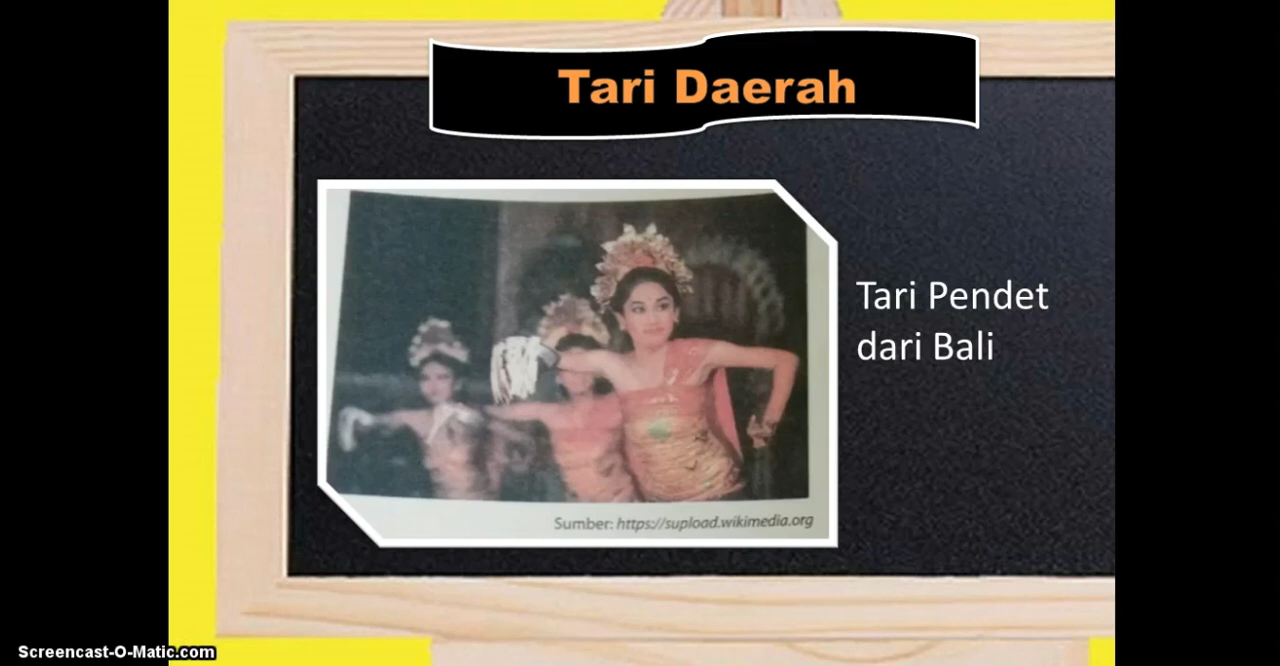 Tari Daerah
Tari Pendet
dari Bali
Sumber: https://supload.wikimedia.org
Screencast-O-Matic.com